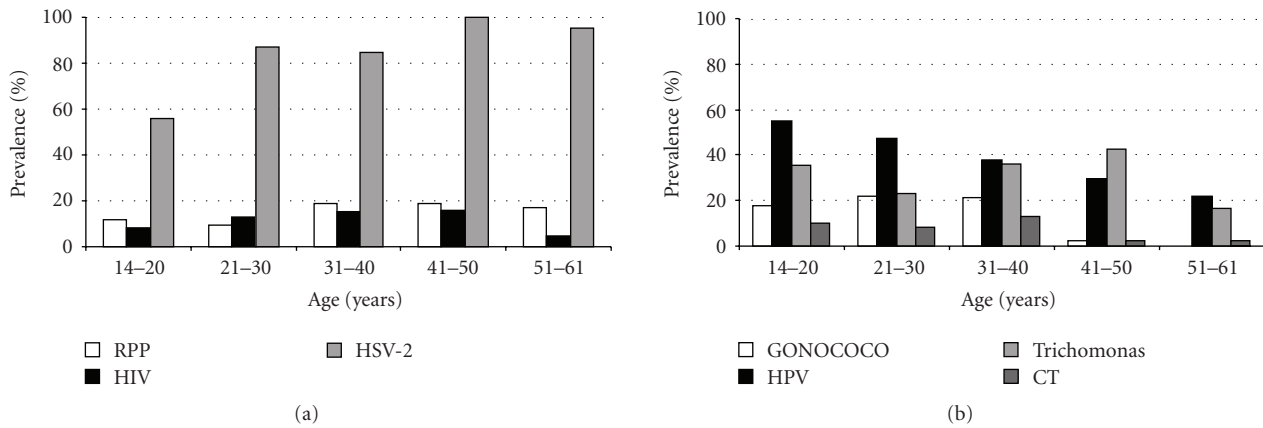 100
80
60
40
20
0
Prevalence (%)
14–20 21–30 31–40 41–50 51–61
Age (years)
RPP HSV-2
HIV
(a)
100
80
60
40
20
0
Prevalence (%)
14–20 21–30 31–40 41–50 51–61
Age (years)
GONOCOCO Trichomonas
HPV CT
(b)